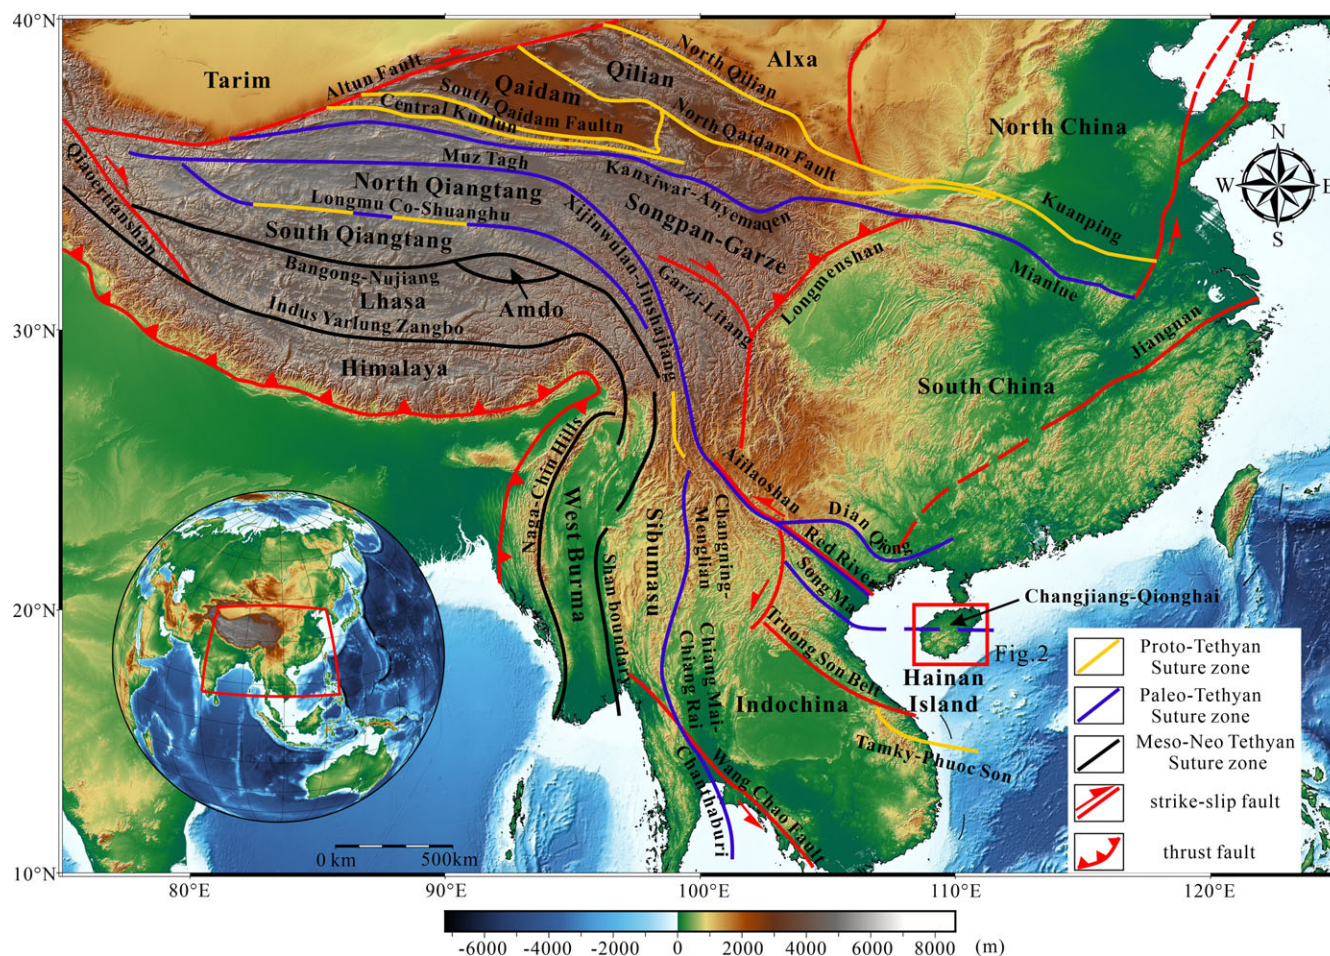 40°N
30°N
20°N
10°N
80°E
90°E
100°E
110°E
120°E
Tarim
Altun Fault
Qaidam
Qilian
North Qilian
Alxa
South Qaidam Faultn
Central Kunlun
North Qaidam Fault
North China
N
W
E
S
Qiaoertianshan
Muz Tagh
Kanxiwar-Anyemaqen
Kuanping
North Qiangtang
Longmu Co-Shuanghu
Xijinwulan-Jinshajiang
Songpan-Garze
South Qiangtang
Bangong-Nujiang
Lhasa
Amdo
Garzi-Litang
Longmenshan
Mianlue
Indus Yarlung Zangbo
Himalaya
Jiangnan
South China
Naga-Chin Hills
West Burma
Shan boundary
Sibumasu
Changning-
Menglian
Ailaoshan
Red River
Dian Qiong
Song Ma
Truong Son Belt
Changjiang-Qionghai
Fig.2
Hainan
Island
Chiang Mai-
Chiang Rai
Indochina
Tamky-Phuoc Son
Wang Chao Fault
Chanthaburi
0 km
500km
Proto-Tethyan
Suture zone
Paleo-Tethyan
Suture zone
Meso-Neo Tethyan
Suture zone
strike-slip fault
thrust fault
-6000 -4000 -2000 0 2000 4000 6000 8000 (m)